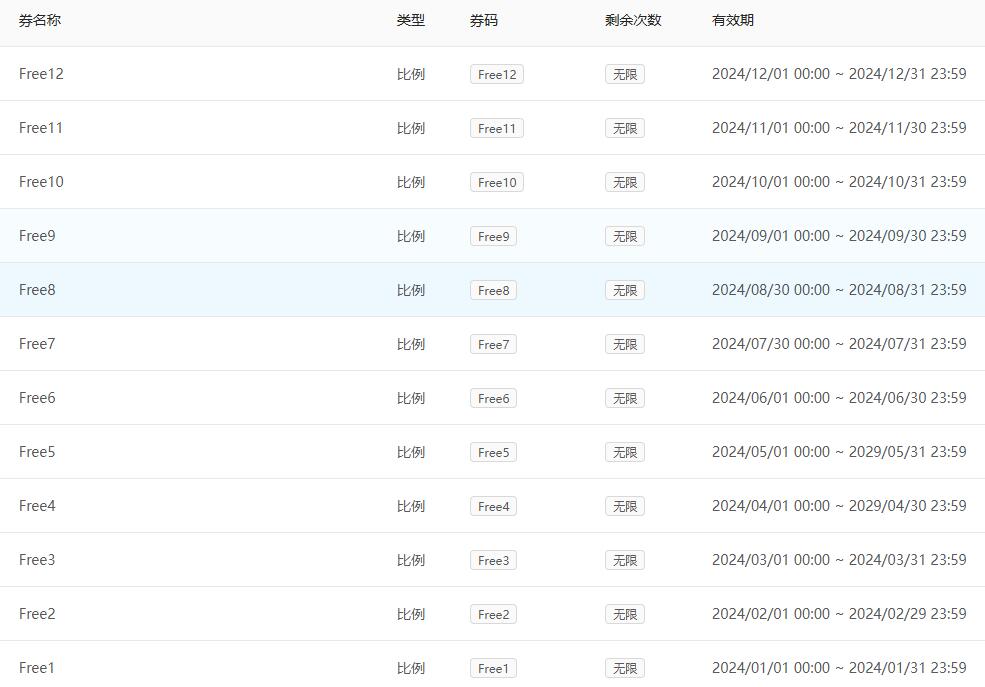 券名称 类型 券码 剩余次数 有效期
Free12 比例 Free12 无限 2024/12/01 00:00 ~ 2024/12/31 23:59
Free11 比例 Free11 无限 2024/11/01 00:00 ~ 2024/11/30 23:59
Free10 比例 Free10 无限 2024/10/01 00:00 ~ 2024/10/31 23:59
Free9 比例 Free9 无限 2024/09/01 00:00 ~ 2024/09/30 23:59
Free8 比例 Free8 无限 2024/08/30 00:00 ~ 2024/08/31 23:59
Free7 比例 Free7 无限 2024/07/30 00:00 ~ 2024/07/31 23:59
Free6 比例 Free6 无限 2024/06/01 00:00 ~ 2024/06/30 23:59
Free5 比例 Free5 无限 2024/05/01 00:00 ~ 2029/05/31 23:59
Free4 比例 Free4 无限 2024/04/01 00:00 ~ 2029/04/30 23:59
Free3 比例 Free3 无限 2024/03/01 00:00 ~ 2024/03/31 23:59
Free2 比例 Free2 无限 2024/02/01 00:00 ~ 2024/02/29 23:59
Free1 比例 Free1 无限 2024/01/01 00:00 ~ 2024/01/31 23:59